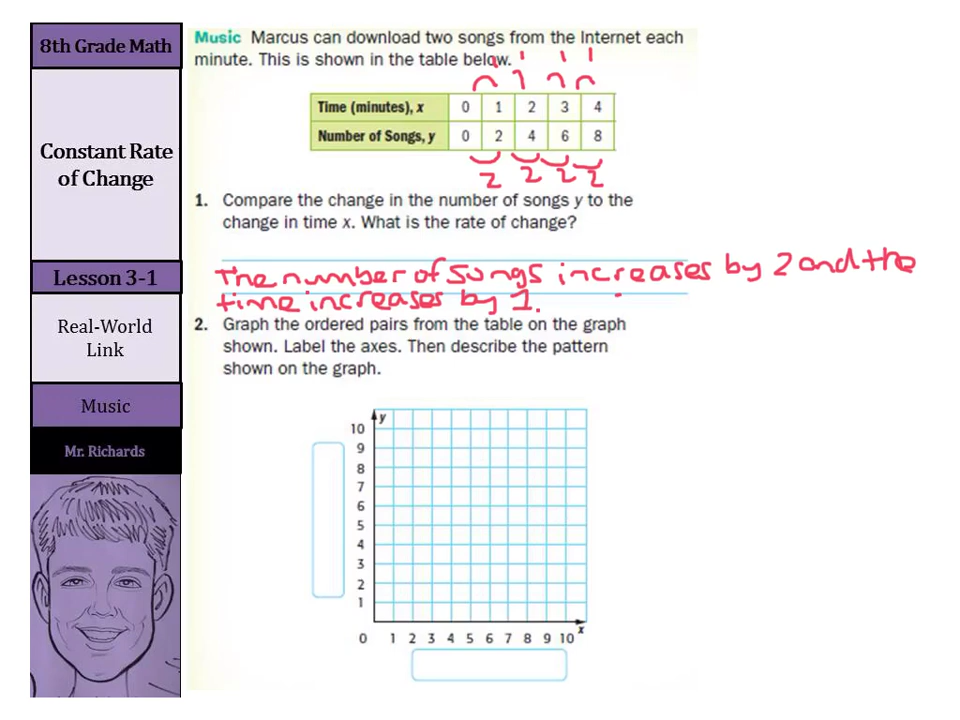 8th Grade Math
Constant Rate
of Change
Lesson 3-1
Real-World
Link
Music
Mr. Richards
Music Marcus can download two songs from the Internet each
minute. This is shown in the table below.
1 1 1 1
Time (minutes), x 0 1 2 3 4
Number of Songs, y 0 2 4 6 8
2 2 2 2
1. Compare the change in the number of songs y to the
change in time x. What is the rate of change?
The number of songs increases by 2 and the
time increases by 1.
2. Graph the ordered pairs from the table on the graph
shown. Label the axes. Then describe the pattern
shown on the graph.
y
10
9
8
7
6
5
4
3
2
1
0 1 2 3 4 5 6 7 8 9 10 x